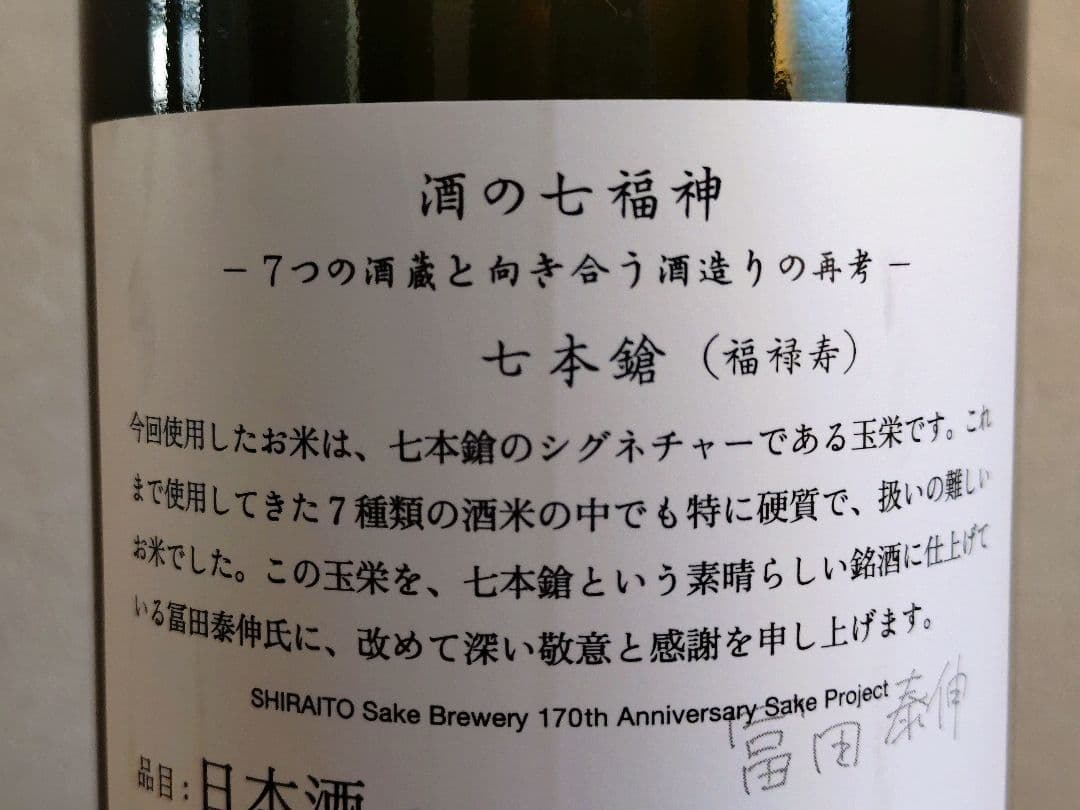 酒の七福神
－７つの酒蔵と向き合う酒造りの再考－
七本鎗（福禄寿）
今回使用したお米は、七本鎗のシグネチャーである玉栄です。これ
まで使用してきた７種類の酒米の中でも特に硬質で、扱いの難しい
お米でした。この玉栄を、七本鎗という素晴らしい銘酒に仕上げて
いる冨田泰伸氏に、改めて深い敬意と感謝を申し上げます。
SHIRAITO Sake Brewery 170th Anniversary Sake Project
冨田泰伸
品目：日本酒